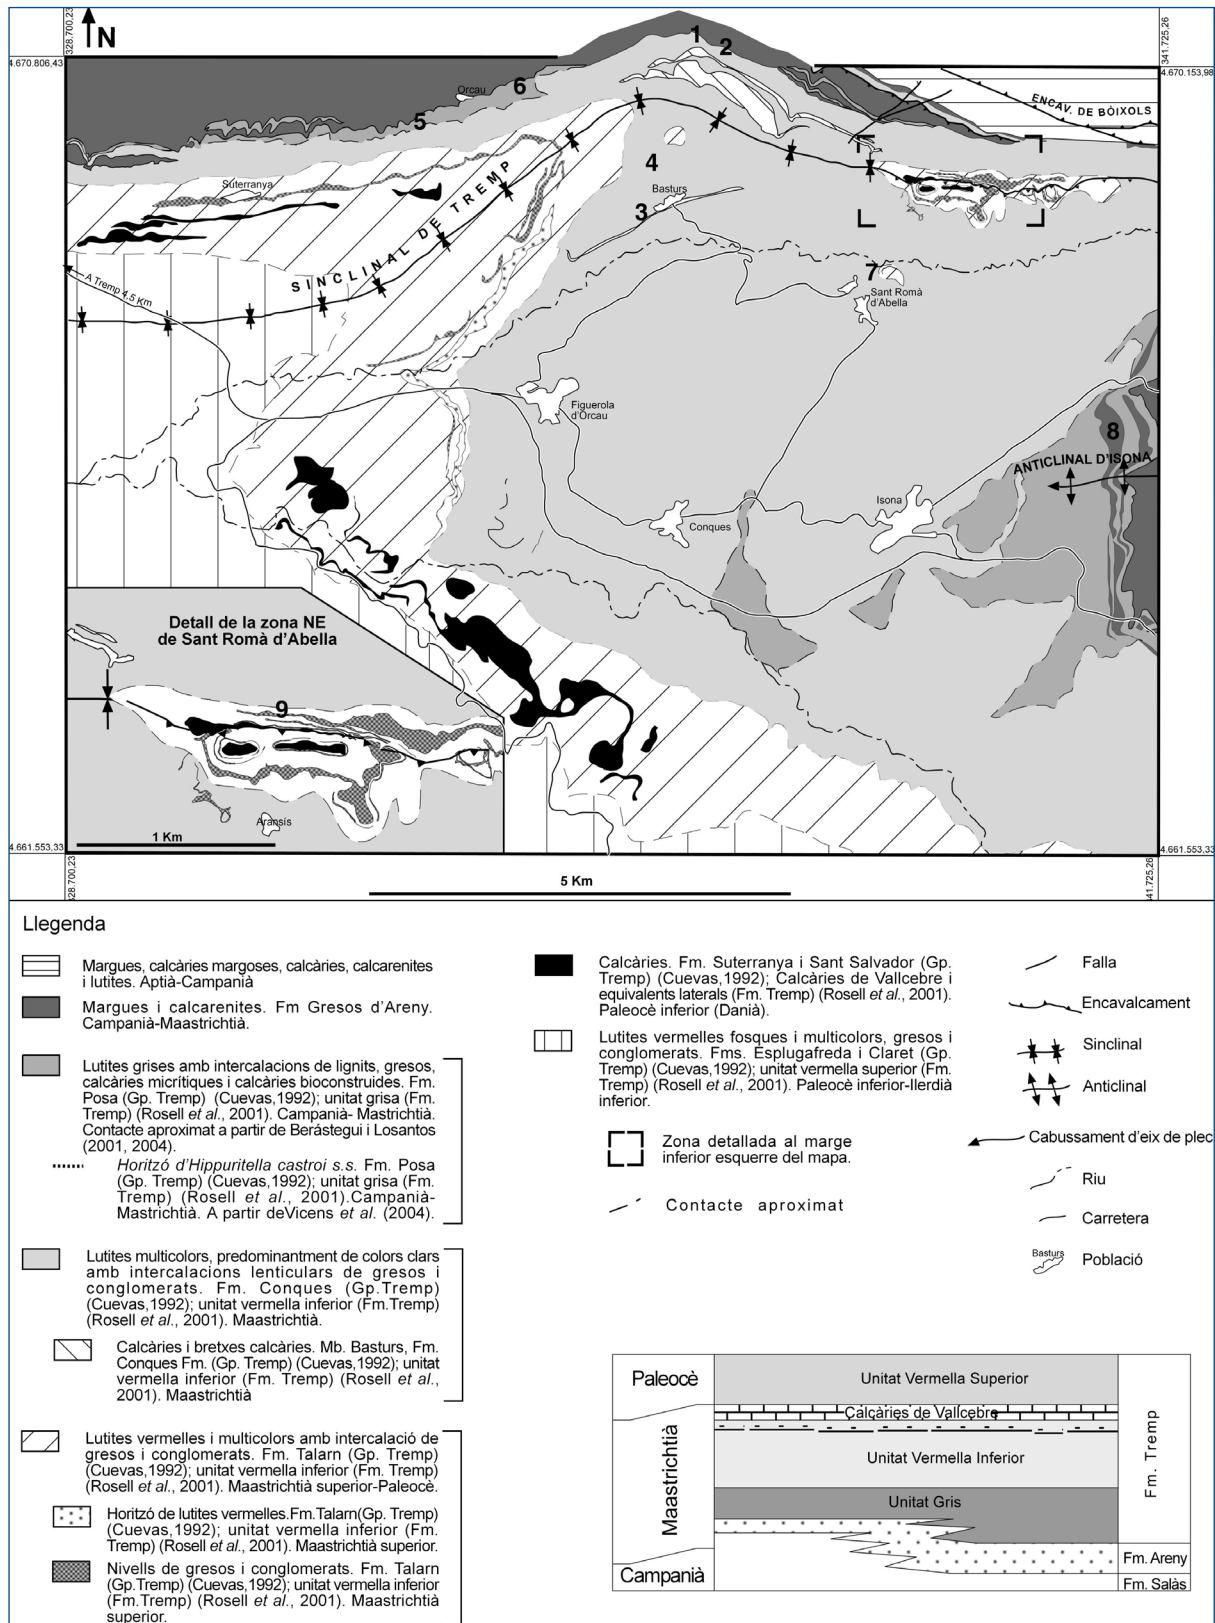 328.700,23
N
341.725,26
4.670.806,43
4.670.153,98
1
2
ENCAV. DE BÒIXOLS
6
Orcau
5
4
Suterranya
SINCLINAL DE TREMP
Basturs
3
A Tremp 4,5 Km
7
Sant Romà
d'Abella
Figuerola
d'Orcau
8
ANTICLINAL D'ISONA
Isona
Conques
Detall de la zona NE
de Sant Romà d'Abella
9
Aransís
1 Km
4.661.553,33
4.661.553,33
328.700,23
341.725,26
5 Km
Llegenda
Margues, calcàries margoses, calcàries, calcarenites
i lutites. Aptià-Campanià
Margues i calcarenites. Fm Gresos d'Areny.
Campanià-Maastrichtià.
Lutites grises amb intercalacions de lignits, gresos,
calcàries micrítiques i calcàries bioconstruides. Fm.
Posa (Gp. Tremp) (Cuevas,1992); unitat grisa (Fm.
Tremp) (Rosell et al., 2001). Campanià- Mastrichtià.
Contacte aproximat a partir de Berástegui i Losantos
(2001, 2004).
Horitzó d'Hippuritella castroi s.s. Fm. Posa
(Gp. Tremp) (Cuevas,1992); unitat grisa (Fm.
Tremp) (Rosell et al., 2001).Campanià-
Mastrichtià. A partir deVicens et al. (2004).
Lutites multicolors, predominantment de colors clars
amb intercalacions lenticulars de gresos i
conglomerats. Fm. Conques (Gp.Tremp)
(Cuevas,1992); unitat vermella inferior (Fm.Tremp)
(Rosell et al., 2001). Maastrichtià.
Calcàries i bretxes calcàries. Mb. Basturs, Fm.
Conques Fm. (Gp. Tremp) (Cuevas,1992); unitat
vermella inferior (Fm. Tremp) (Rosell et al.,
2001). Maastrichtià
Lutites vermelles i multicolors amb intercalació de
gresos i conglomerats. Fm. Talarn (Gp. Tremp)
(Cuevas,1992); unitat vermella inferior (Fm. Tremp)
(Rosell et al., 2001). Maastrichtià superior-Paleocè.
Horitzó de lutites vermelles.Fm.Talarn(Gp. Tremp)
(Cuevas,1992); unitat vermella inferior (Fm.
Tremp) (Rosell et al., 2001). Maastrichtià superior.
Nivells de gresos i conglomerats. Fm. Talarn
(Gp.Tremp) (Cuevas,1992); unitat vermella inferior
(Fm.Tremp) (Rosell et al., 2001). Maastrichtià
superior.
Calcàries. Fm. Suterranya i Sant Salvador (Gp.
Tremp) (Cuevas,1992); Calcàries de Vallcebre i
equivalents laterals (Fm. Tremp) (Rosell et al., 2001).
Paleocè inferior (Danià).
Lutites vermelles fosques i multicolors, gresos i
conglomerats. Fms. Esplugafreda i Claret (Gp.
Tremp) (Cuevas,1992); unitat vermella superior (Fm.
Tremp) (Rosell et al., 2001). Paleocè inferior-Ilerdià
inferior.
Zona detallada al marge
inferior esquerre del mapa.
Contacte aproximat
Falla
Encavalcament
Sinclinal
Anticlinal
Cabussament d'eix de plec
Riu
Carretera
Basturs
Població
Paleocè
Maastrichtià
Campanià
Unitat Vermella Superior
Calcàries de Vallcebre
Unitat Vermella Inferior
Unitat Gris
Fm. Tremp
Fm. Areny
Fm. Salàs